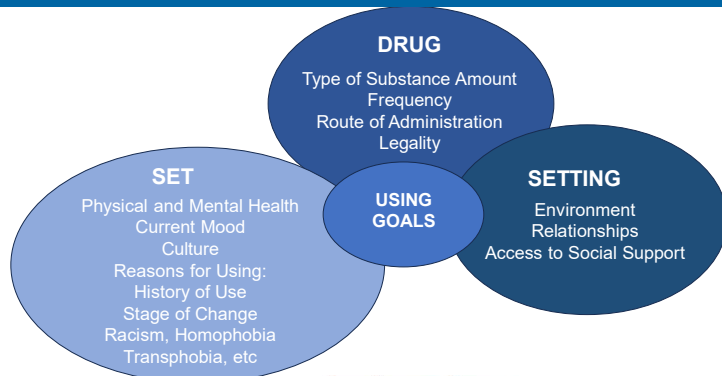 DRUG
Type of Substance Amount
Frequency
Route of Administration
Legality
SET
Physical and Mental Health
Current Mood
Culture
Reasons for Using:
History of Use
Stage of Change
Racism, Homophobia
Transphobia, etc
USING
GOALS
SETTING
Environment
Relationships
Access to Social Support